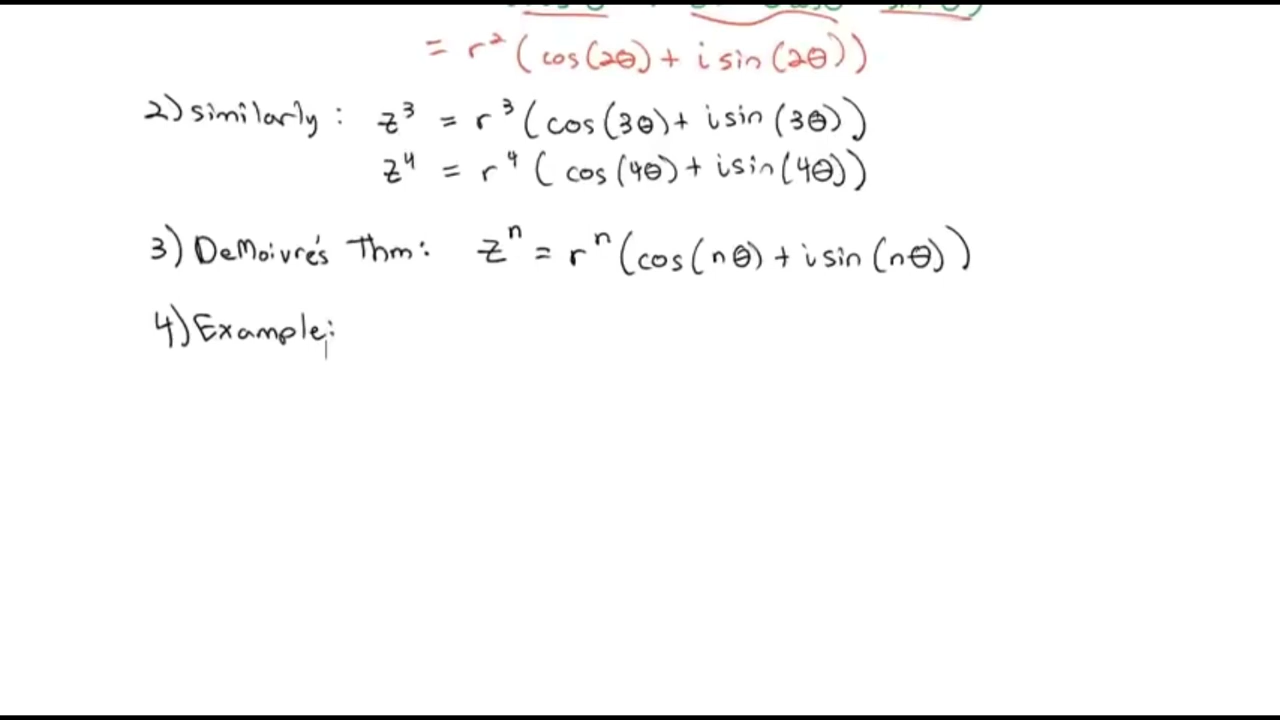 = r² ( cos(2θ) + i sin(2θ))
2) similarly : z³ = r³ (cos(3θ) + i sin(3θ))
z⁴ = r⁴ ( cos(4θ) + i sin(4θ))
3) DeMoivre's Thm: zⁿ = rⁿ (cos(nθ) + i sin(nθ))
4) Example: